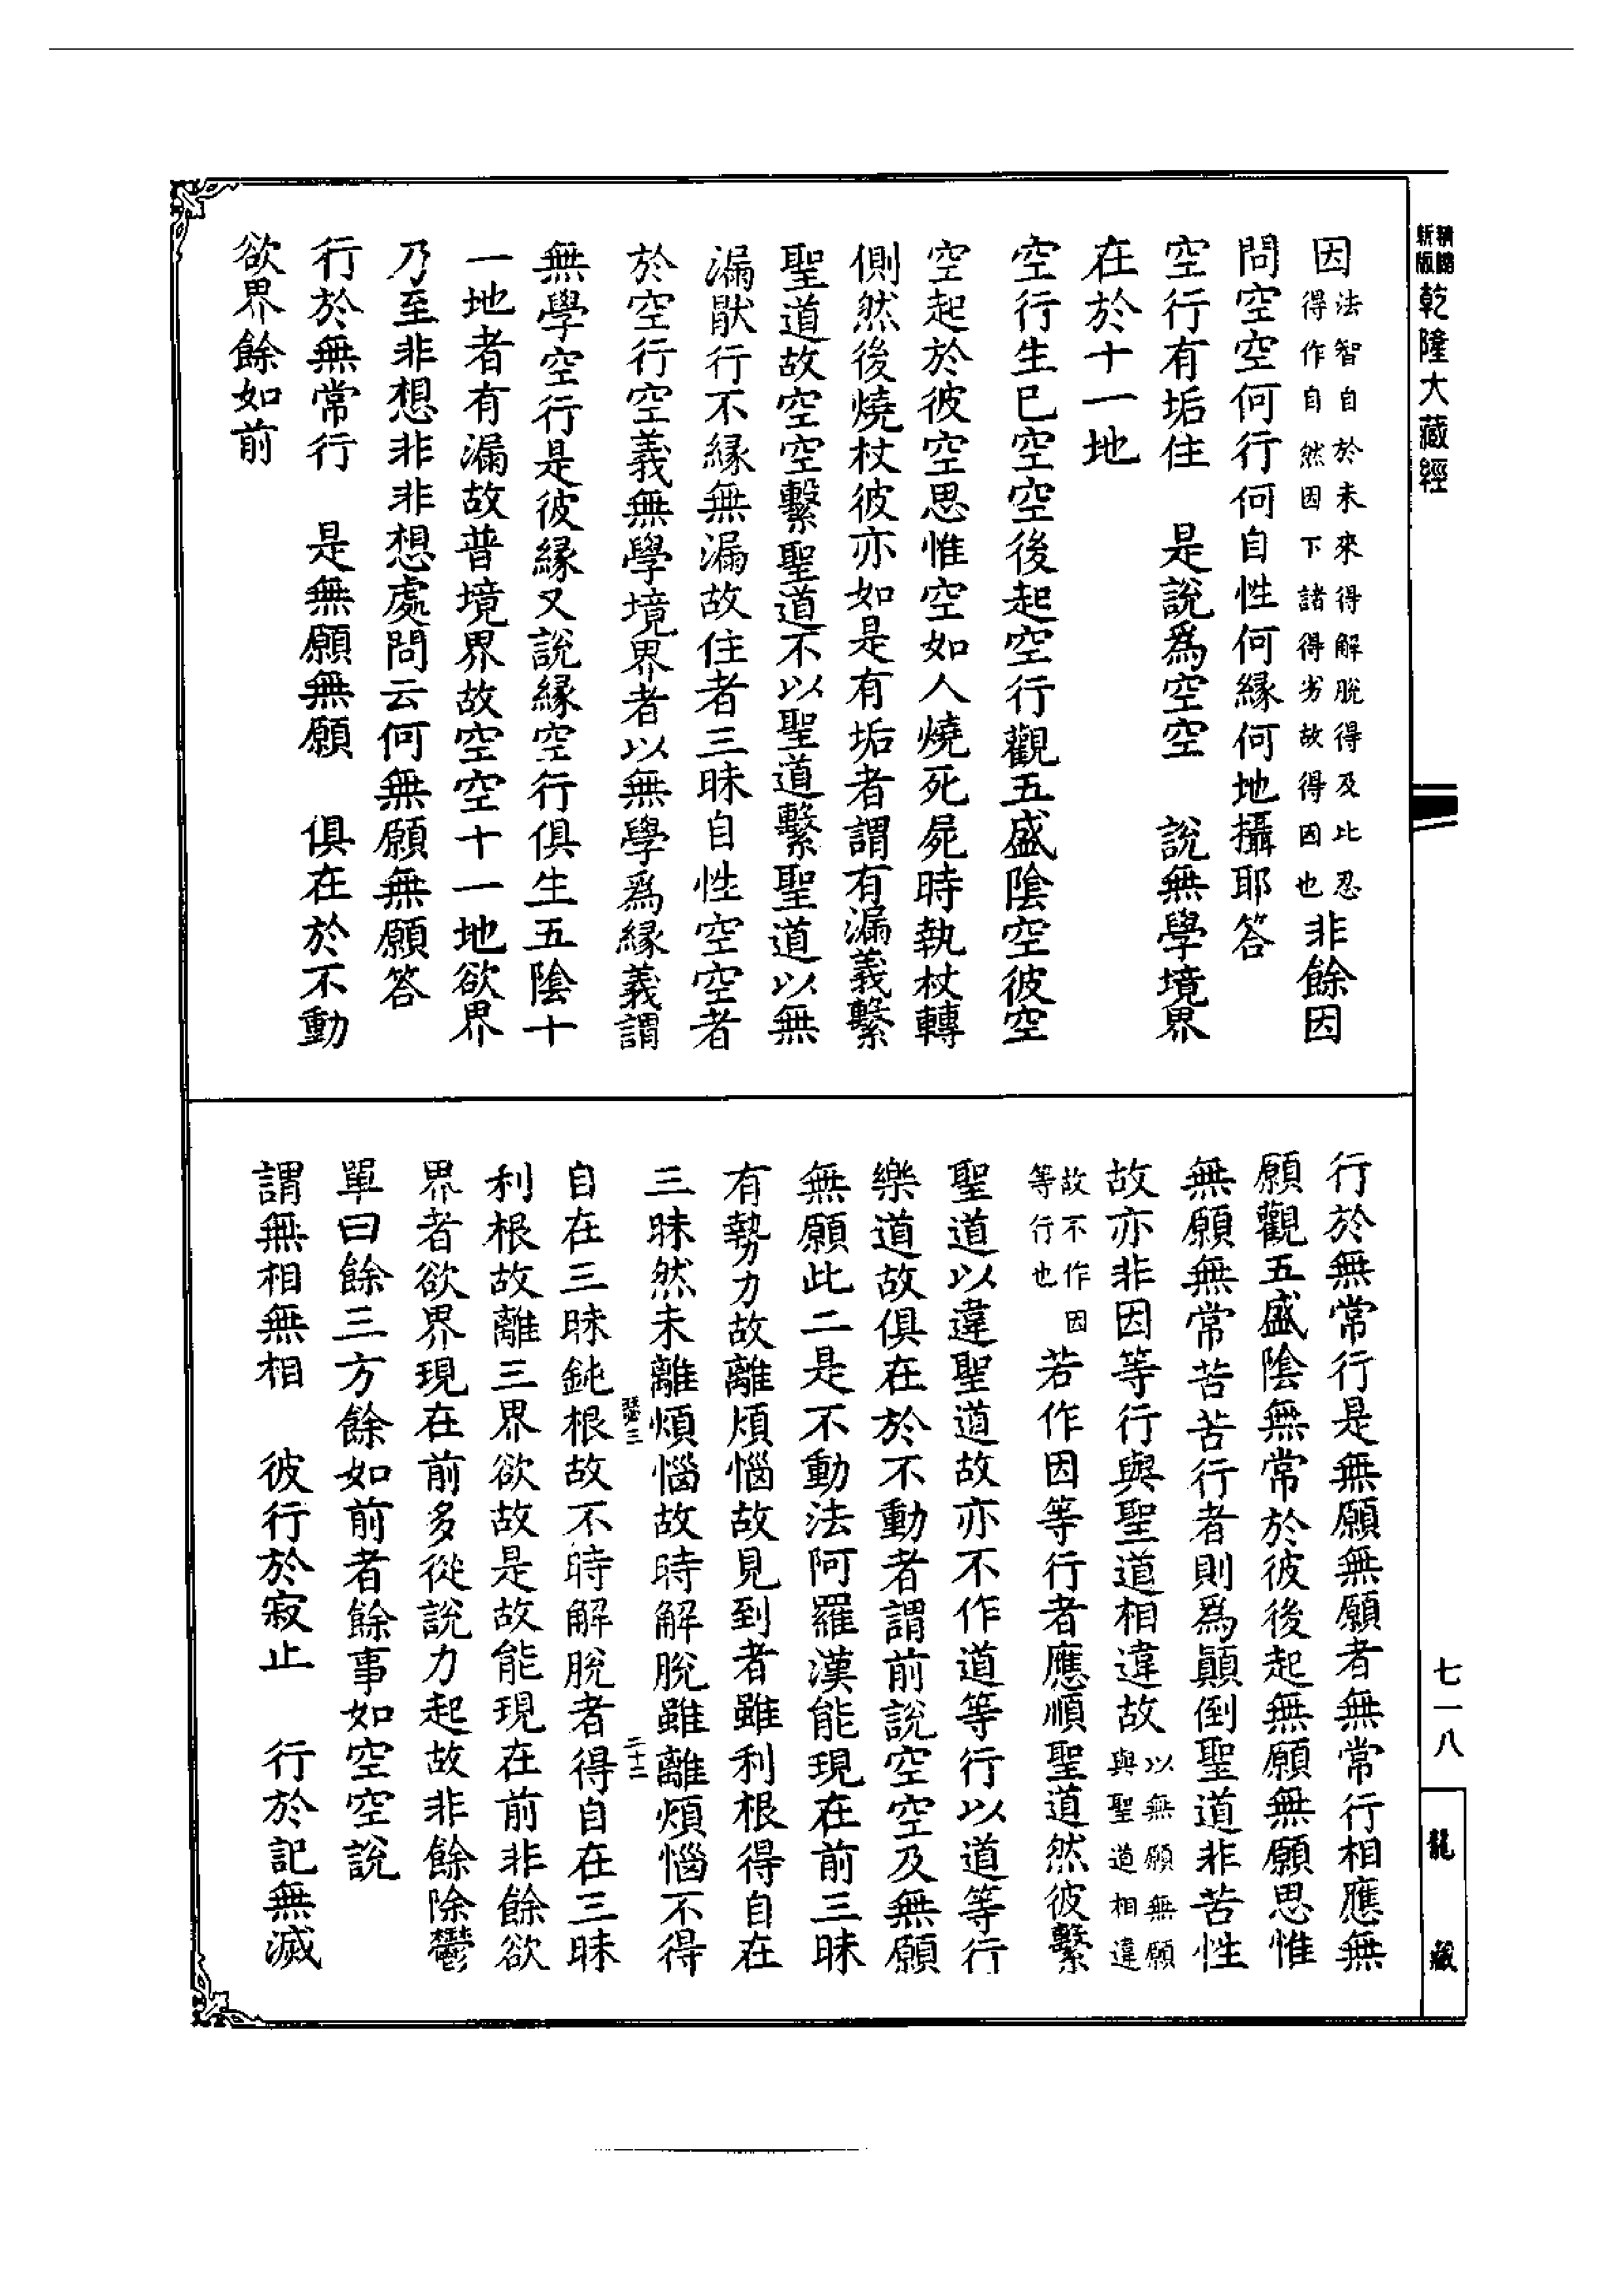 精縮新版乾隆大藏經
因法智自於未來得解脫得及比忍得作自然因下諸得劣故得因也非餘因
問空空何行何自性何緣何地攝耶答
空行有垢住　是說為空空　說無學境界
在於十一地
空行生已空空後起空行觀五盛陰空彼空
空起於彼空思惟空如人燒死屍時執杖轉
側然後燒杖彼亦如是有垢者謂有漏義繫
聖道故空空繫聖道不以聖道繫聖道以無
漏猒行不緣無漏故住者三昧自性空空者
於空行空義無學境界者以無學為緣義謂
無學空行是彼緣又說緣空行俱生五陰十
一地者有漏故普境界故空空十一地欲界
乃至非想非非想處問云何無願無願答
行於無常行　是無願無願　俱在於不動
欲界餘如前
行於無常行是無願無願者無常行相應無
願觀五盛陰無常於彼後起無願無願思惟
無願無常苦苦行者則為顛倒聖道非苦性
故亦非因等行與聖道相違故以無願無願與聖道相違
故不作因等行也若作因等行者應順聖道然彼繫
聖道以違聖道故亦不作道等行以道等行
樂道故俱在於不動者謂前說空空及無願
無願此二是不動法阿羅漢能現在前三昧
有勢力故離煩惱故見到者雖利根得自在
三昧然未離煩惱故時解脫雖離煩惱不得
自在三昧鈍根故不時解脫者得自在三昧
利根故離三界欲故是故能現在前非餘欲
界者欲界現在前多從說力起故非餘除鬱
單曰餘三方餘如前者餘事如空空說
謂無相無相　彼行於寂止　行於記無滅
二十二
七一八
龍藏